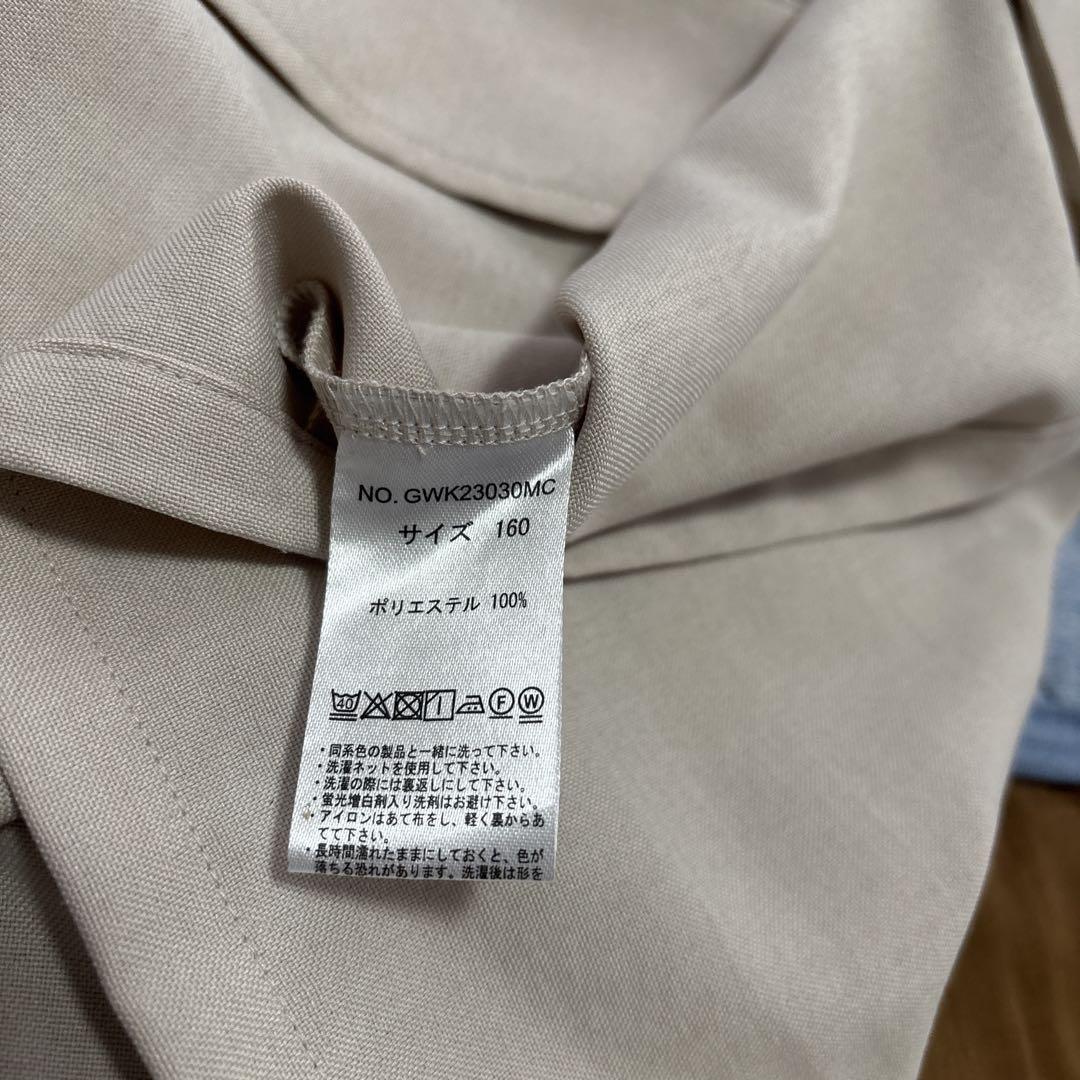 NO. GWK23030MC
サイズ 160
ポリエステル 100%
40 F W
・同系色の製品と一緒に洗って下さい。
・洗濯ネットを使用して下さい。
・洗濯の際には裏返しにして下さい。
・蛍光増白剤入り洗剤はお避け下さい。
・アイロンはあて布をし、軽く裏からあ
てて下さい。
・長時間濡れたままにしておくと、色が
落ちる恐れがあります。洗濯後は形を